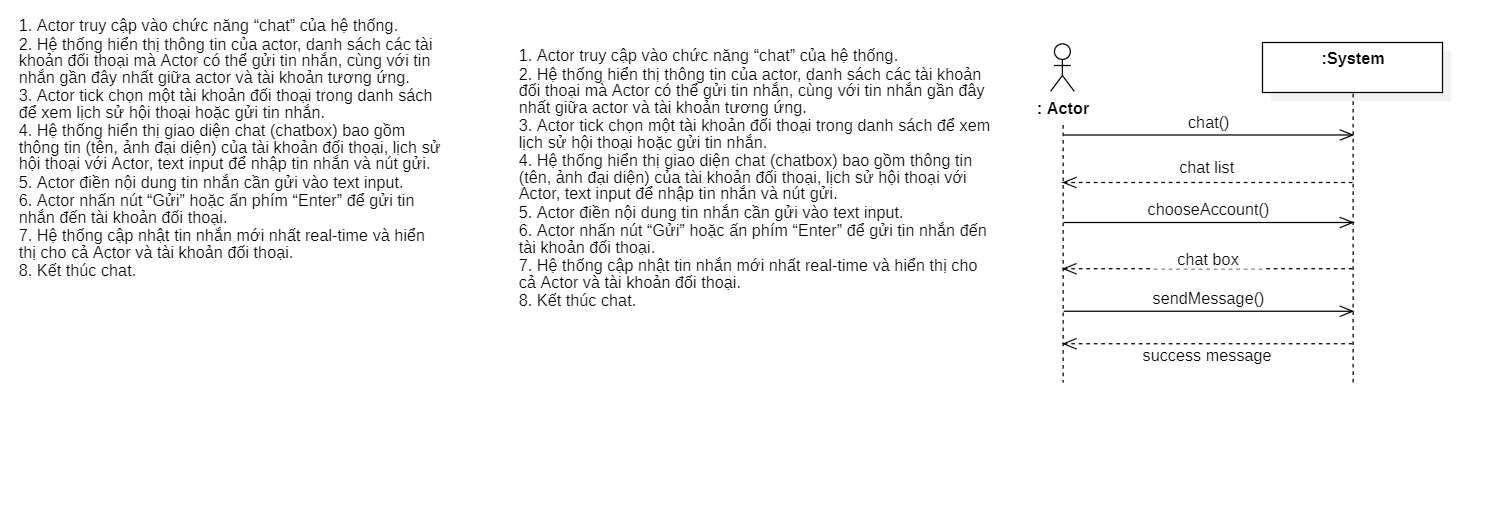 1. Actor truy cập vào chức năng “chat” của hệ thống.
2. Hệ thống hiển thị thông tin của actor, danh sách các tài
khoản đối thoại mà Actor có thể gửi tin nhắn, cùng với tin
nhắn gần đây nhất giữa actor và tài khoản tương ứng.
3. Actor tick chọn một tài khoản đối thoại trong danh sách
để xem lịch sử hội thoại hoặc gửi tin nhắn.
4. Hệ thống hiển thị giao diện chat (chatbox) bao gồm
thông tin (tên, ảnh đại diện) của tài khoản đối thoại, lịch sử
hội thoại với Actor, text input để nhập tin nhắn và nút gửi.
5. Actor điền nội dung tin nhắn cần gửi vào text input.
6. Actor nhấn nút “Gửi” hoặc ấn phím “Enter” để gửi tin
nhắn đến tài khoản đối thoại.
7. Hệ thống cập nhật tin nhắn mới nhất real-time và hiển
thị cho cả Actor và tài khoản đối thoại.
8. Kết thúc chat.
1. Actor truy cập vào chức năng “chat” của hệ thống.
2. Hệ thống hiển thị thông tin của actor, danh sách các tài khoản
đối thoại mà Actor có thể gửi tin nhắn, cùng với tin nhắn gần đây
nhất giữa actor và tài khoản tương ứng.
3. Actor tick chọn một tài khoản đối thoại trong danh sách để xem
lịch sử hội thoại hoặc gửi tin nhắn.
4. Hệ thống hiển thị giao diện chat (chatbox) bao gồm thông tin
(tên, ảnh đại diện) của tài khoản đối thoại, lịch sử hội thoại với
Actor, text input để nhập tin nhắn và nút gửi.
5. Actor điền nội dung tin nhắn cần gửi vào text input.
6. Actor nhấn nút “Gửi” hoặc ấn phím “Enter” để gửi tin nhắn đến
tài khoản đối thoại.
7. Hệ thống cập nhật tin nhắn mới nhất real-time và hiển thị cho
cả Actor và tài khoản đối thoại.
8. Kết thúc chat.
:System
: Actor
chat()
chat list
chooseAccount()
chat box
sendMessage()
success message